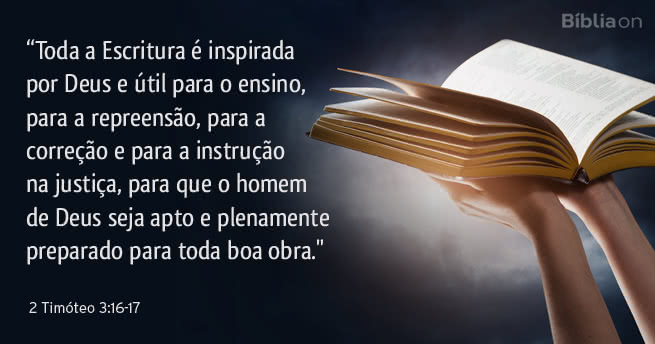 Bíbliaon
“Toda a Escritura é inspirada
por Deus e útil para o ensino,
para a repreensão, para a
correção e para a instrução
na justiça, para que o homem
de Deus seja apto e plenamente
preparado para toda boa obra."
2 Timóteo 3:16-17